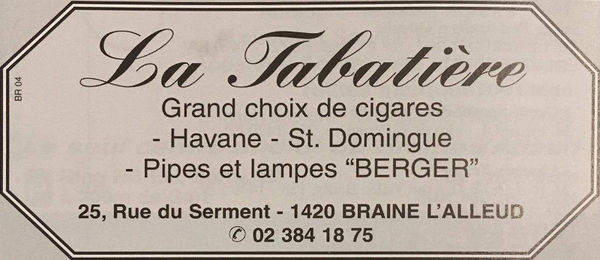 La Tabatière
Grand choix de cigares
- Havane - St. Domingue
- Pipes et lampes “BERGER”
25, Rue du Serment - 1420 BRAINE L’ALLEUD
✆ 02 384 18 75
BR 04